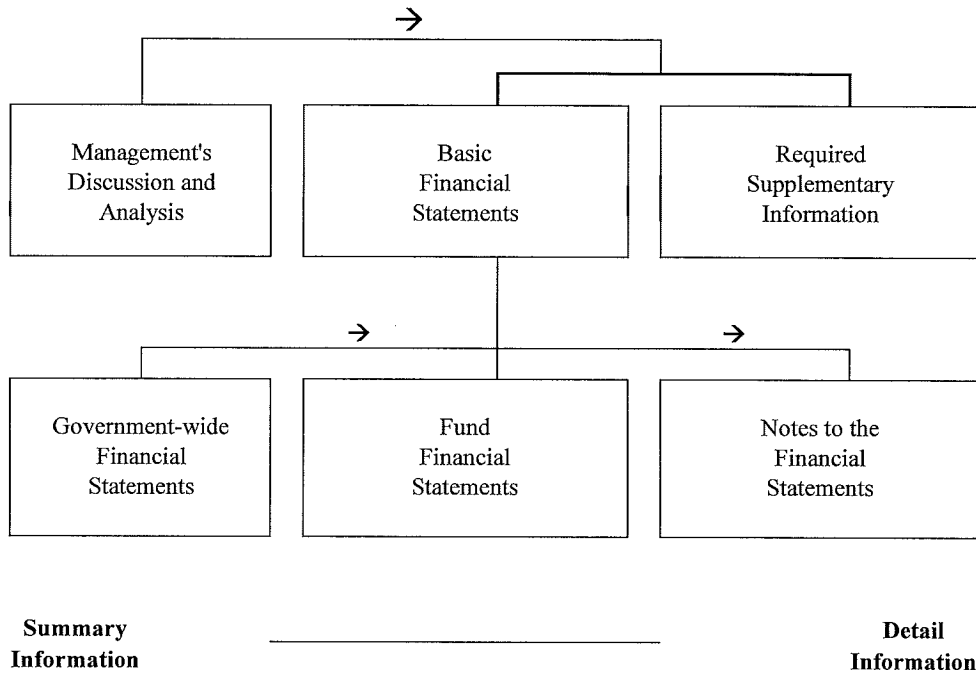 Management's
Discussion and
Analysis
Basic
Financial
Statements
Required
Supplementary
Information
Government-wide
Financial
Statements
Fund
Financial
Statements
Notes to the
Financial
Statements
Summary
Information
Detail
Information